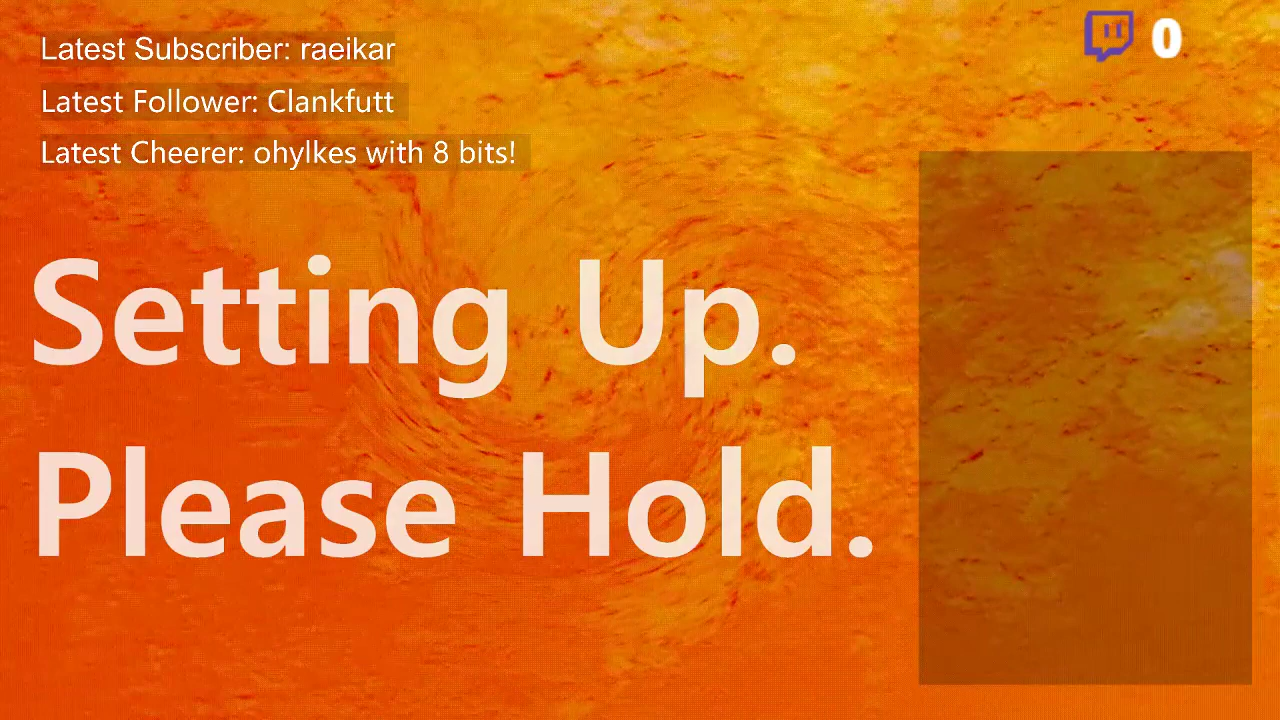 Latest Subscriber: raeikar
Latest Follower: Clankfutt
Latest Cheerer: ohylkes with 8 bits!
0
Setting Up.
Please Hold.